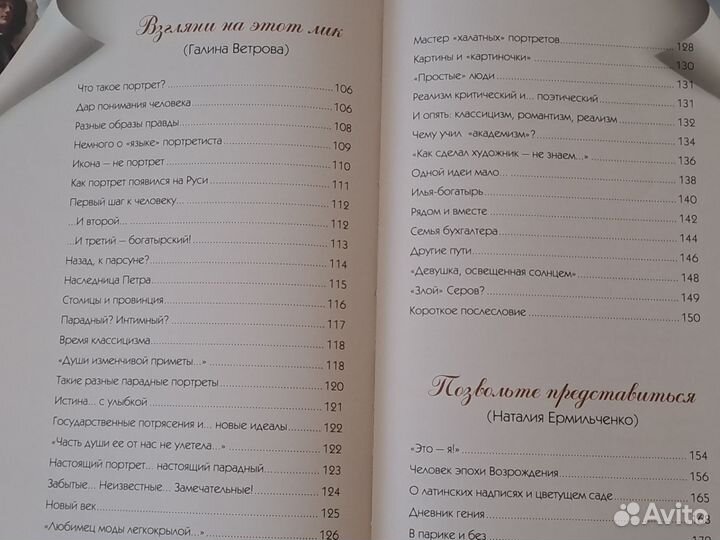 Взгляни на этот лик
(Галина Ветрова)
Что такое портрет? 106
Дар понимания человека 106
Разные образы правды 108
Немного о «языке» портретиста 109
Икона – не портрет 110
Как портрет появился на Руси 111
Первый шаг к человеку... 112
...И второй... 112
...И третий – богатырский! 113
Назад, к парсуне? 114
Наследница Петра 115
Столицы и провинция 116
Парадный? Интимный? 117
Время классицизма 118
«Души изменчивой приметы...» 118
Такие разные парадные портреты 120
Истина... с улыбкой 121
Государственные потрясения и... новые идеалы 122
«Часть души ее от нас не улетела...» 122
Настоящий портрет... настоящий парадный 123
Забытые... Неизвестные... Замечательные! 124
Новый век 125
«Любимец моды легкокрылой...» 126
Мастер «халатных» портретов 128
Картины и «картиночки» 130
«Простые» люди 131
Реализм критический и... поэтический 131
И опять: классицизм, романтизм, реализм 132
Чему учил «академизм»? 134
«Как сделал художник – не знаем...» 136
Одной идеи мало... 138
Илья-богатырь 140
Рядом и вместе 142
Семья бухгалтера 144
Другие пути 146
«Девушка, освещенная солнцем» 148
«Злой» Серов? 149
Короткое послесловие 150
Позвольте представиться
(Наталия Ермильченко)
«Это – я!» 154
Человек эпохи Возрождения 156
О латинских надписях и цветущем саде 165
Дневник гения
В парике и без
Avito